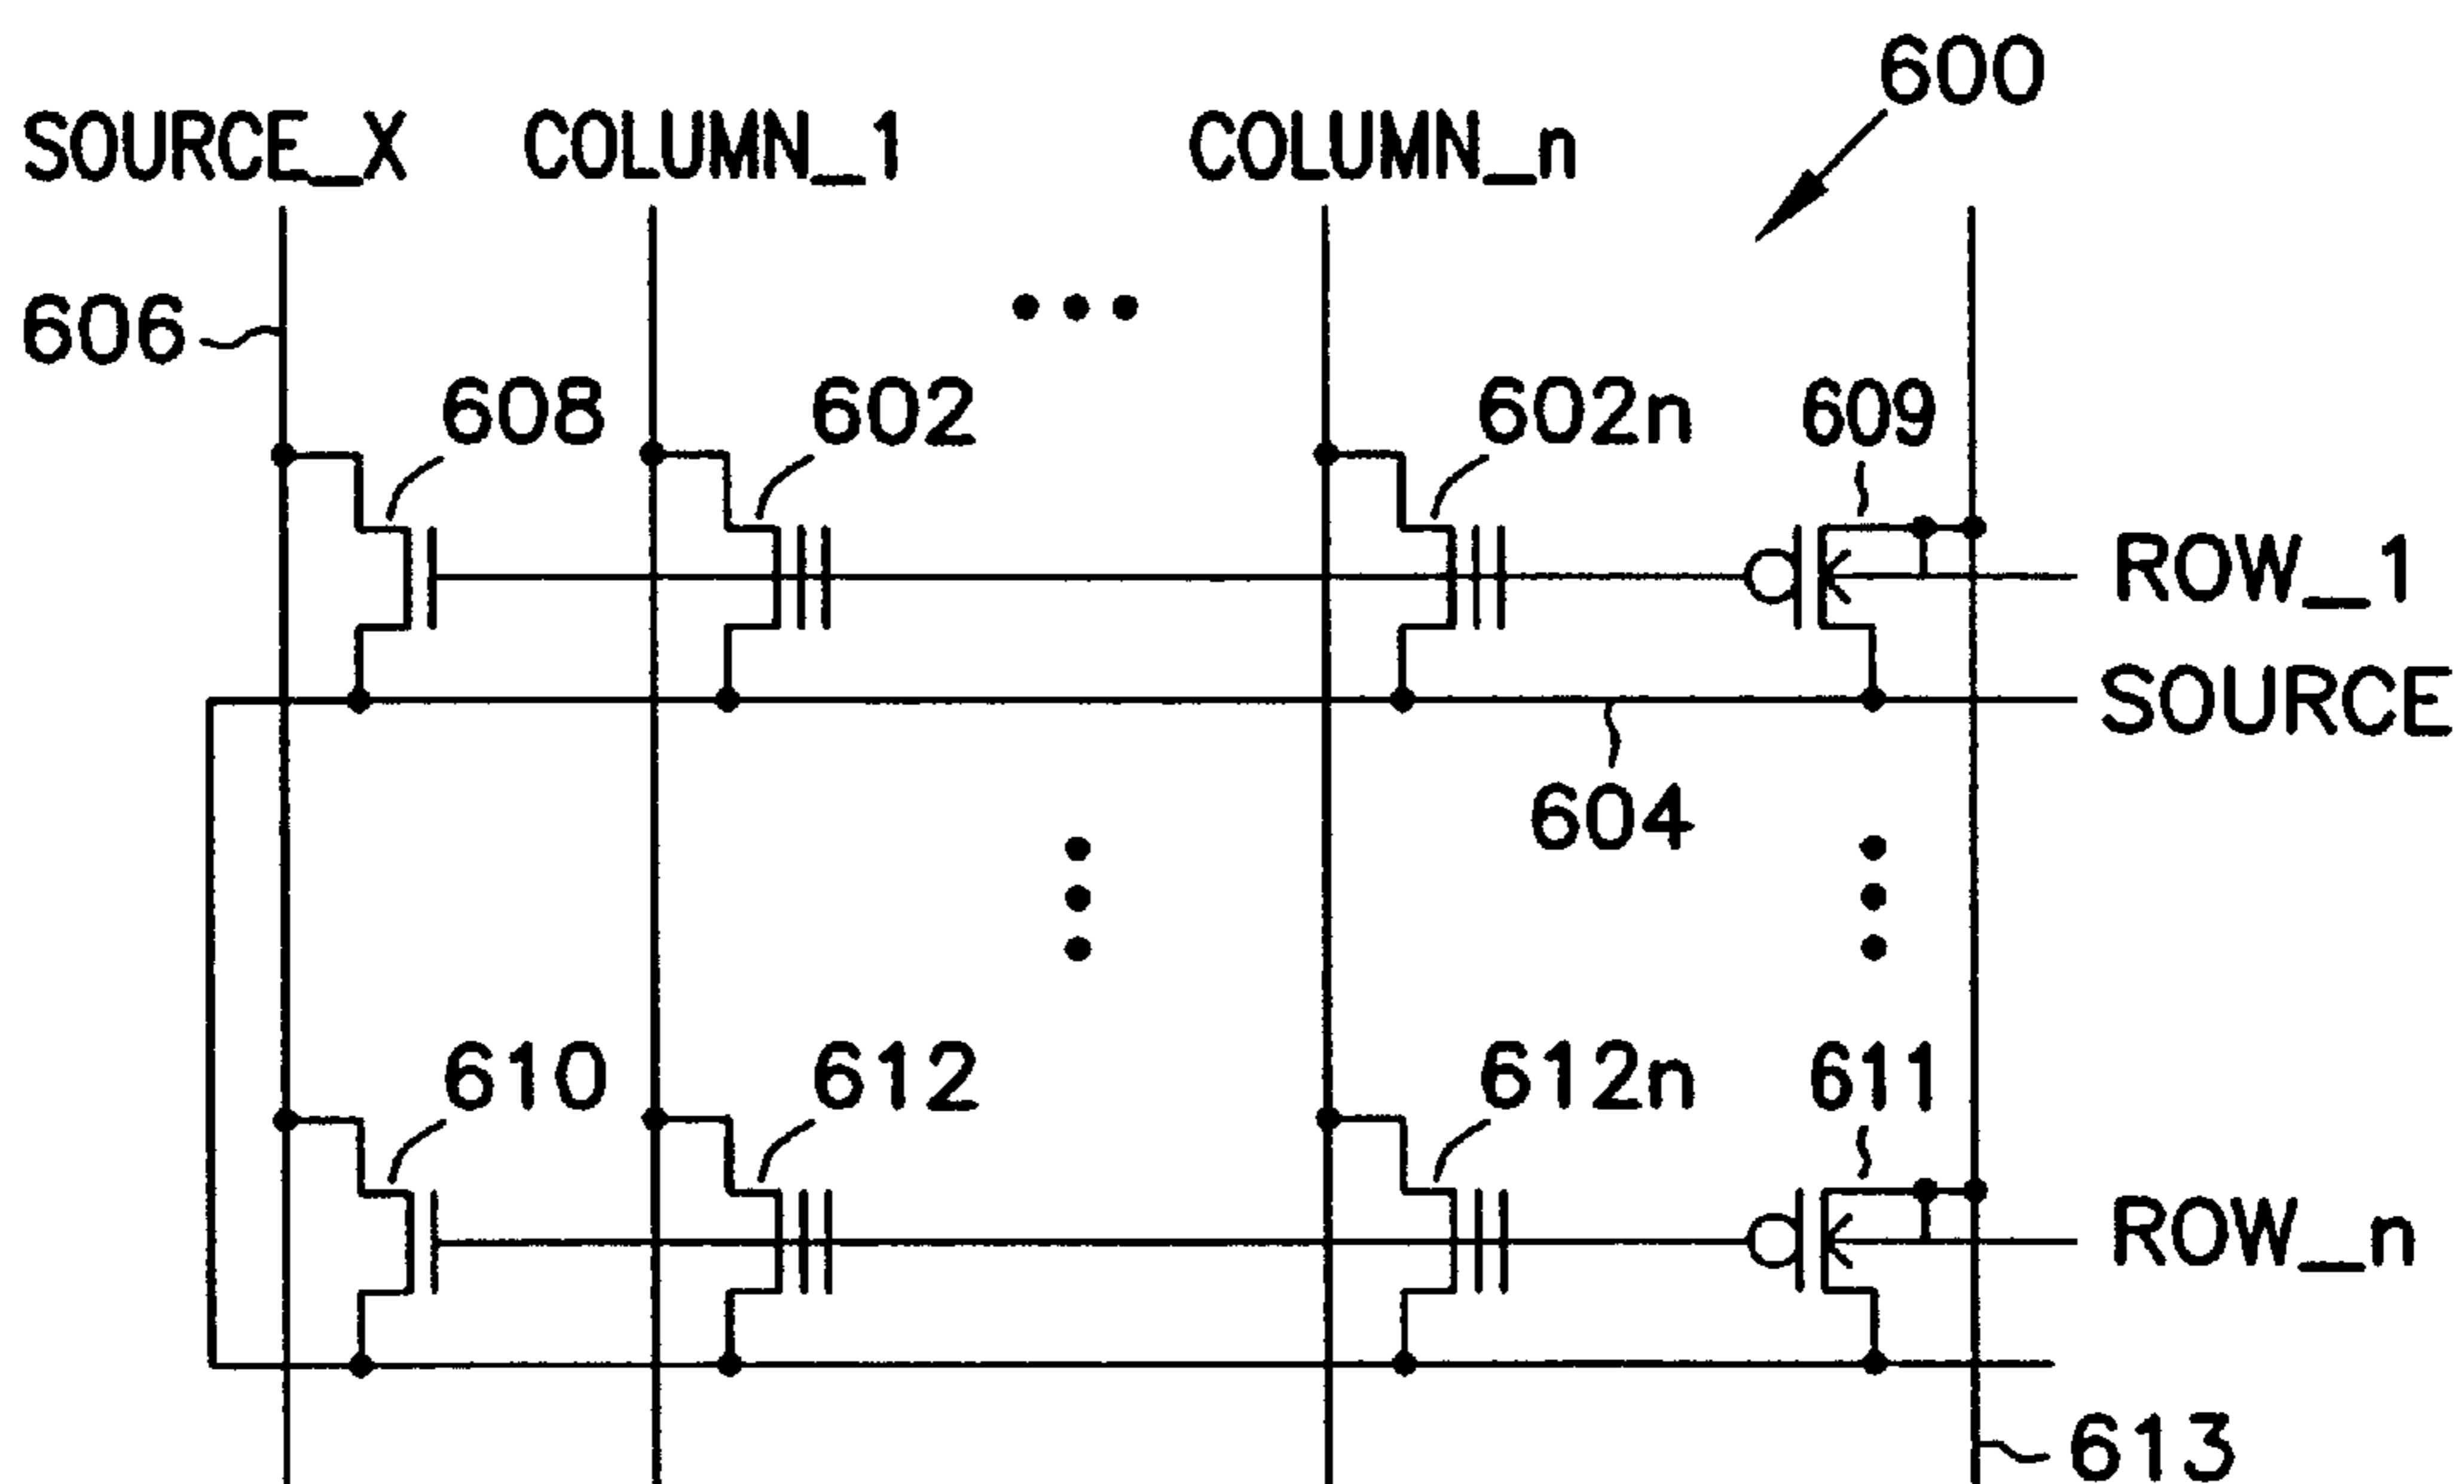 600
SOURCE_X COLUMN_1 COLUMN_n
606
608 602 602n 609
ROW_1
SOURCE
604
610 612 612n 611
ROW_n
613